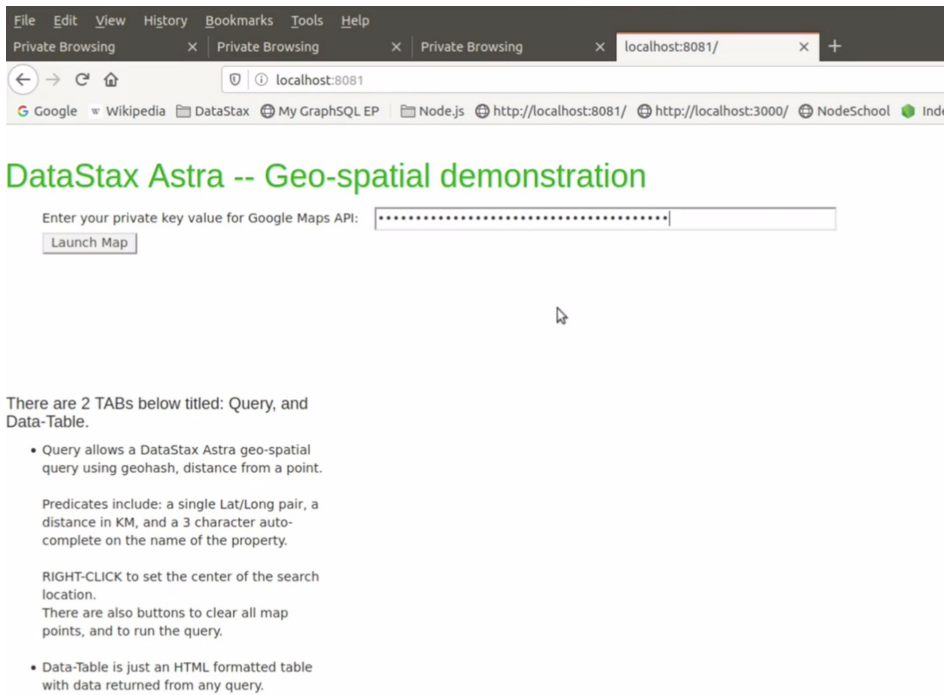 File Edit View History Bookmarks Tools Help
Private Browsing × Private Browsing × Private Browsing × localhost:8081/ × +
localhost:8081
G Google W Wikipedia DataStax My GraphSQL EP Node.js http://localhost:8081/ http://localhost:3000/ NodeSchool Inde
DataStax Astra -- Geo-spatial demonstration
Enter your private key value for Google Maps API: •••••••••••••••••••••••••••••••••••••••
Launch Map
There are 2 TABs below titled: Query, and
Data-Table.
• Query allows a DataStax Astra geo-spatial
query using geohash, distance from a point.
Predicates include: a single Lat/Long pair, a
distance in KM, and a 3 character auto-
complete on the name of the property.
RIGHT-CLICK to set the center of the search
location.
There are also buttons to clear all map
points, and to run the query.
• Data-Table is just an HTML formatted table
with data returned from any query.